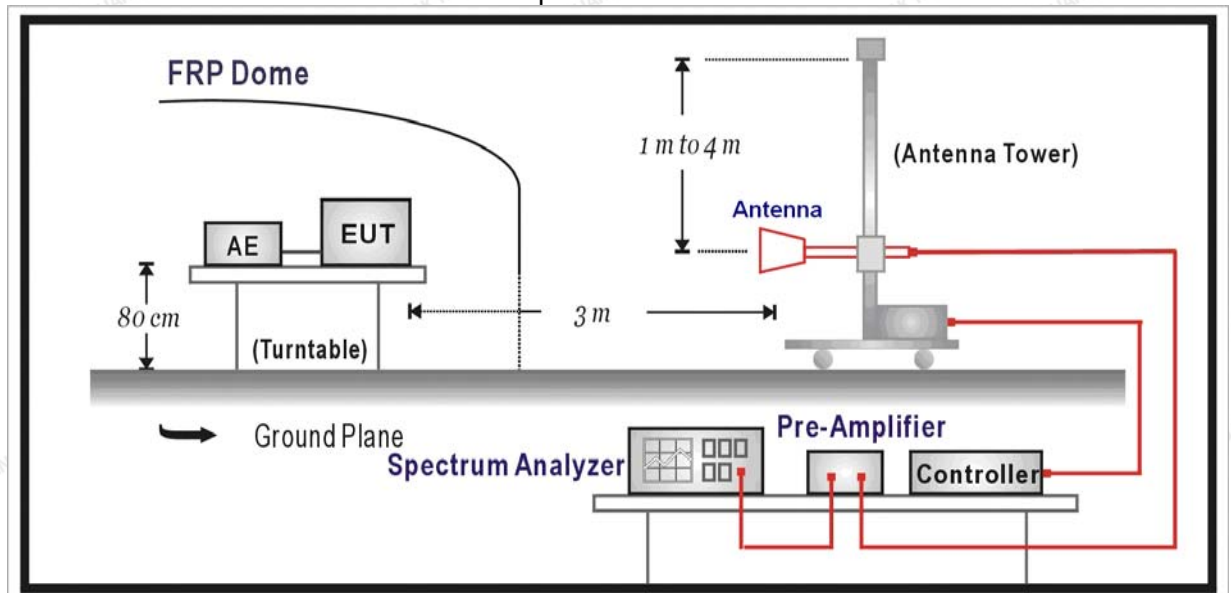 FRP Dome
1 m to 4 m
(Antenna Tower)
Antenna
AE
EUT
80 cm
3 m
(Turntable)
Ground Plane
Pre-Amplifier
Spectrum Analyzer
Controller